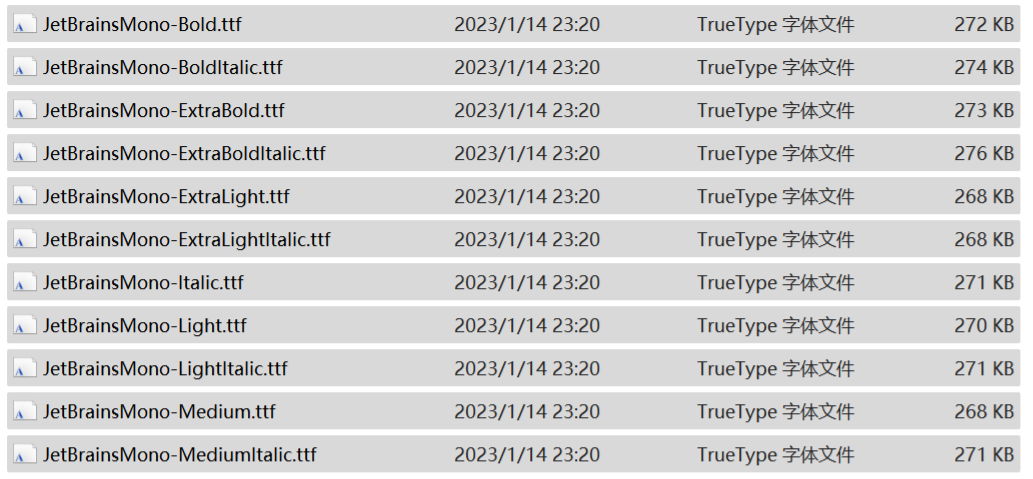 JetBrainsMono-Bold.ttf 2023/1/14 23:20 TrueType 字体文件 272 KB
JetBrainsMono-BoldItalic.ttf 2023/1/14 23:20 TrueType 字体文件 274 KB
JetBrainsMono-ExtraBold.ttf 2023/1/14 23:20 TrueType 字体文件 273 KB
JetBrainsMono-ExtraBoldItalic.ttf 2023/1/14 23:20 TrueType 字体文件 276 KB
JetBrainsMono-ExtraLight.ttf 2023/1/14 23:20 TrueType 字体文件 268 KB
JetBrainsMono-ExtraLightItalic.ttf 2023/1/14 23:20 TrueType 字体文件 268 KB
JetBrainsMono-Italic.ttf 2023/1/14 23:20 TrueType 字体文件 271 KB
JetBrainsMono-Light.ttf 2023/1/14 23:20 TrueType 字体文件 270 KB
JetBrainsMono-LightItalic.ttf 2023/1/14 23:20 TrueType 字体文件 271 KB
JetBrainsMono-Medium.ttf 2023/1/14 23:20 TrueType 字体文件 268 KB
JetBrainsMono-MediumItalic.ttf 2023/1/14 23:20 TrueType 字体文件 271 KB